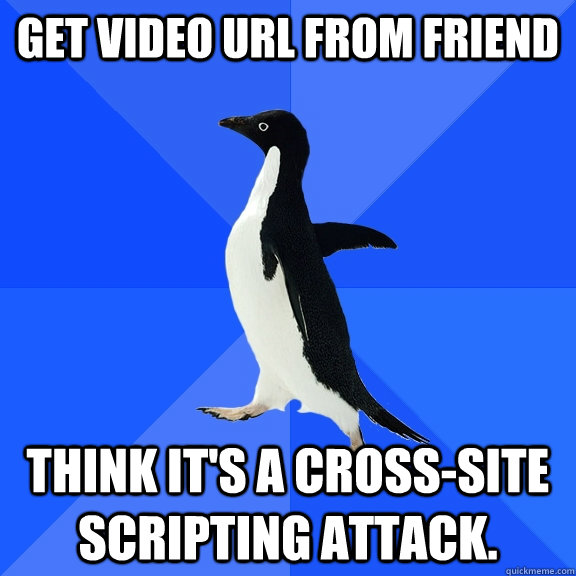 GET VIDEO URL FROM FRIEND
THINK IT'S A CROSS-SITE
SCRIPTING ATTACK.
quickmeme.com